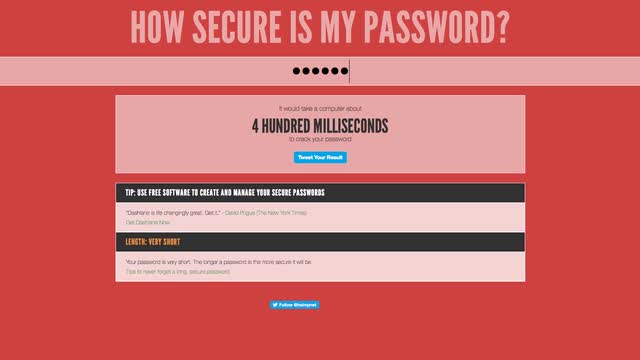 HOW SECURE IS MY PASSWORD?
●●●●●●
It would take a computer about
4 HUNDRED MILLISECONDS
to crack your password
Tweet Your Result
TIP: USE FREE SOFTWARE TO CREATE AND MANAGE YOUR SECURE PASSWORDS
"Dashlane is life changingly great. Get it." - David Pogue (The New York Times)
Get Dashlane Now
LENGTH: VERY SHORT
Your password is very short. The longer a password is the more secure it will be.
Tips to never forget a long, secure password
Follow @hsimpnet